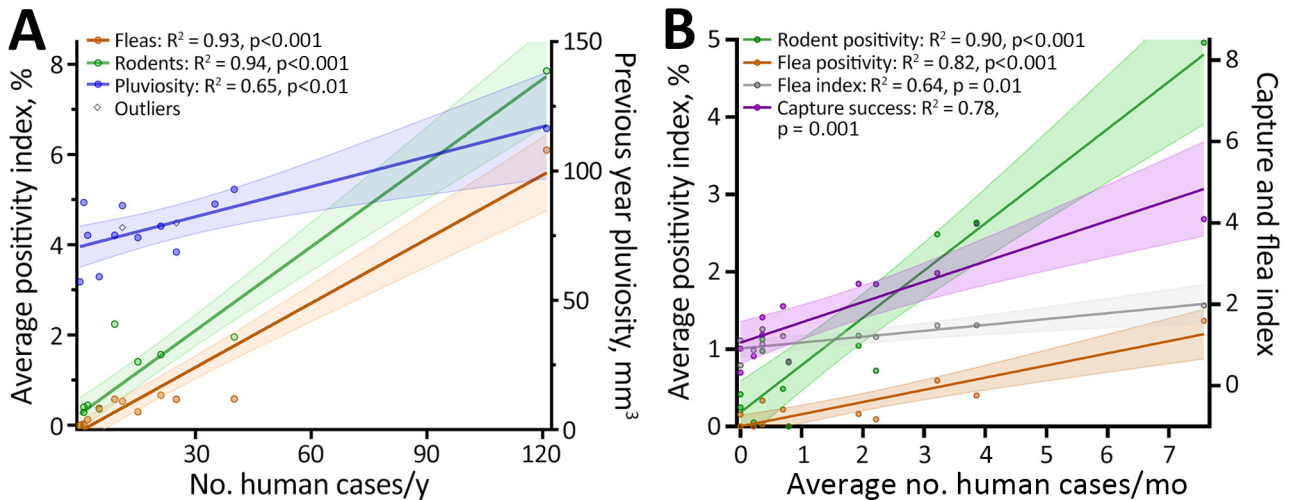 A
Fleas: R² = 0.93, p<0.001
Rodents: R² = 0.94, p<0.001
Pluviosity: R² = 0.65, p<0.01
Outliers
Average positivity index, %
8
6
4
2
0
150
100
50
0
Previous year pluviosity, mm³
30
60
90
120
No. human cases/y
B
Rodent positivity: R² = 0.90, p<0.001
Flea positivity: R² = 0.82, p<0.001
Flea index: R² = 0.64, p = 0.01
Capture success: R² = 0.78,
p = 0.001
Average positivity index, %
5
4
3
2
1
0
8
6
4
2
0
Capture and flea index
0
1
2
3
4
5
6
7
Average no. human cases/mo